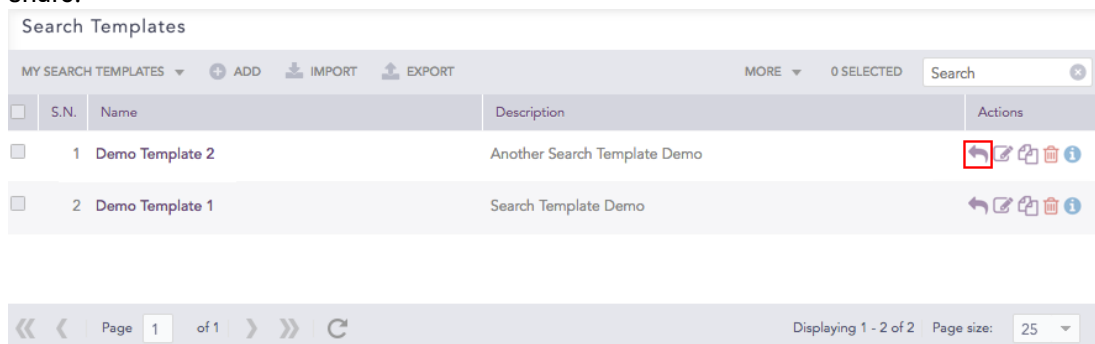 share.
Search Templates
MY SEARCH TEMPLATES ADD IMPORT EXPORT MORE 0 SELECTED Search
S.N. Name Description Actions
1 Demo Template 2 Another Search Template Demo
2 Demo Template 1 Search Template Demo
Page 1 of 1 Displaying 1 - 2 of 2 Page size: 25